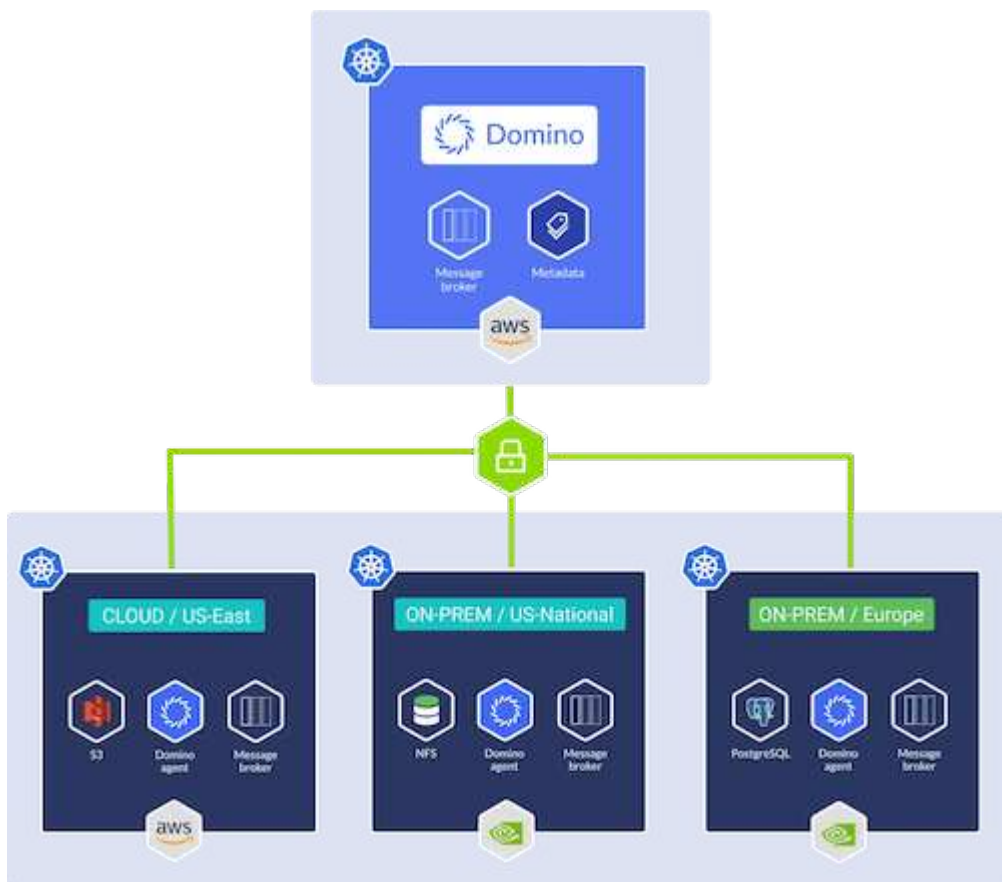 Domino
Message
broker
Metadata
aws
CLOUD / US-East
ON-PREM / US-National
ON-PREM / Europe
S3
Domino
agent
Message
broker
NFS
Domino
agent
Message
broker
PostgreSQL
Domino
agent
Message
broker
aws